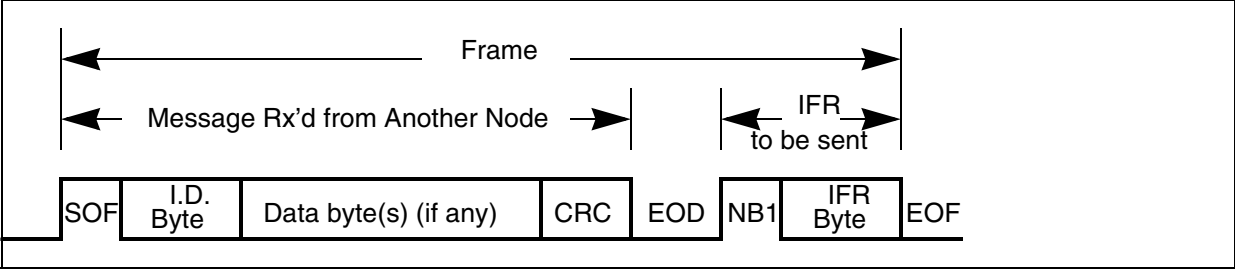 Frame
Message Rx'd from Another Node
IFR
to be sent
SOF
I.D.
Byte
Data byte(s) (if any)
CRC
EOD
NB1
IFR
Byte
EOF